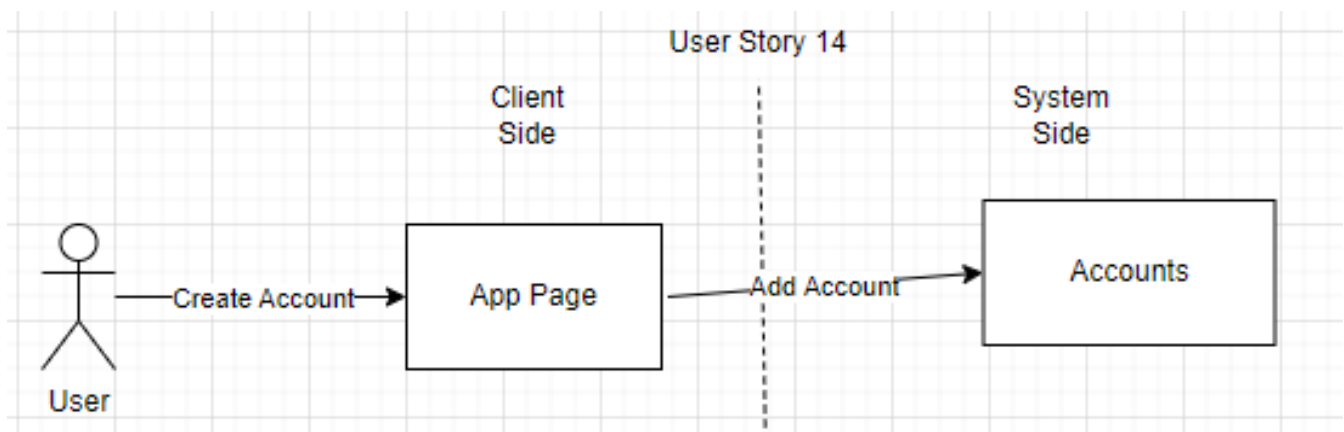 User Story 14
Client
Side
System
Side
Create Account
App Page
Add Account
Accounts
User